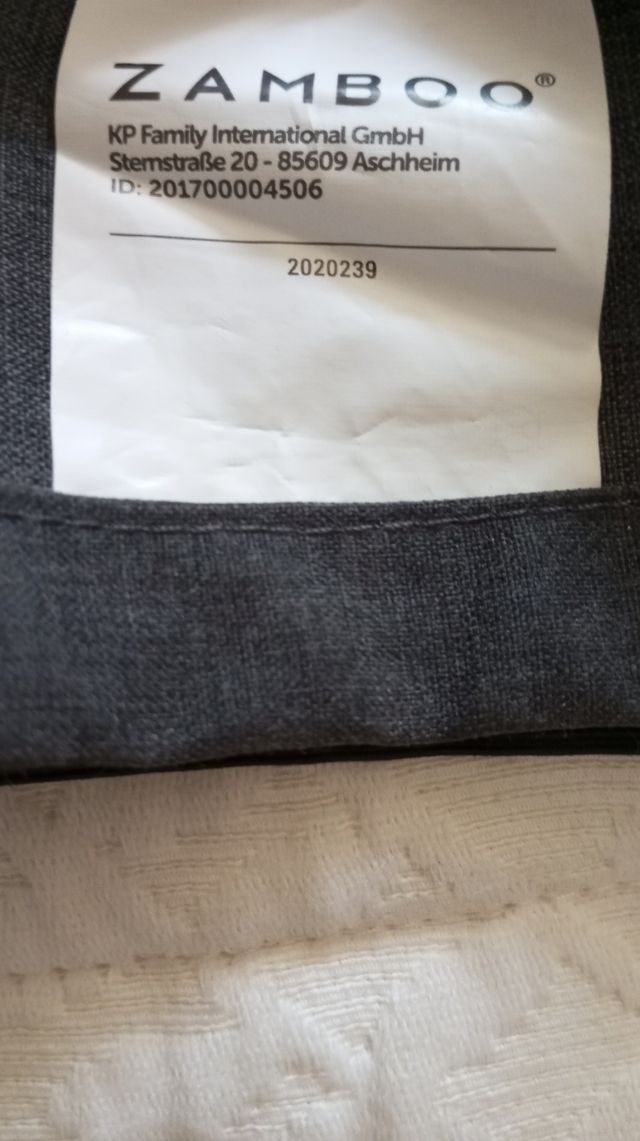 ZAMBOO®
KP Family International GmbH
Sternstraße 20 - 85609 Aschheim
ID: 201700004506
2020239